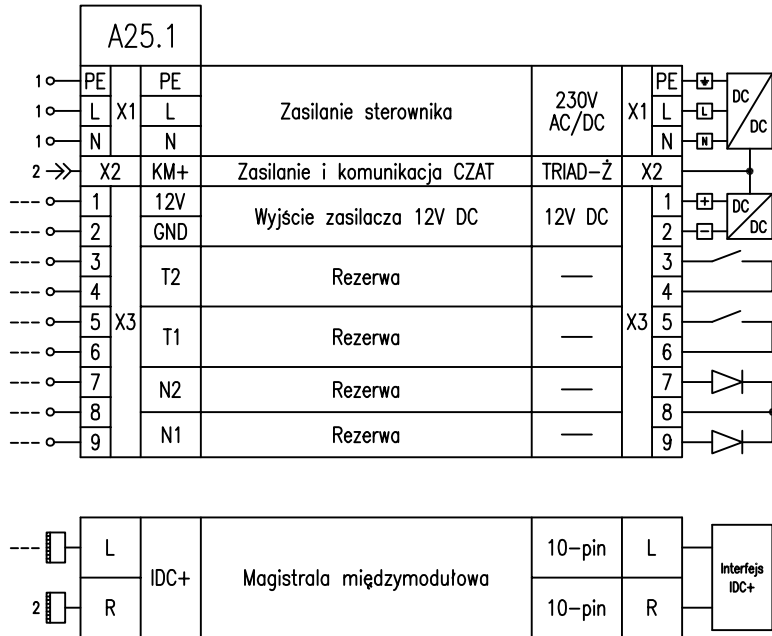 A25.1
1 PE PE PE
1 L X1 L Zasilanie sterownika 230V AC/DC X1 L L DC DC
1 N N N N
2 X2 KM+ Zasilanie i komunikacja CZAT TRIAD-Ż X2
--- 1 12V Wyjście zasilacza 12V DC 12V DC 1 + DC
--- 2 GND 2 - DC
--- 3 T2 Rezerwa — 3
--- 4 4
--- 5 X3 T1 Rezerwa — X3 5
--- 6 6
--- 7 N2 Rezerwa — 7
--- 8 8
--- 9 N1 Rezerwa — 9
--- L IDC+ Magistrala międzymodułowa 10-pin L Interfejs IDC+
2 R 10-pin R